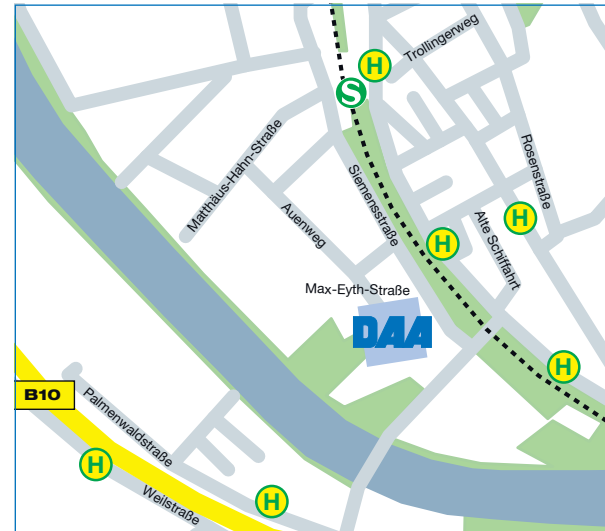 Trollingerweg
H
S
Matthäus-Hahn-Straße
Rosenstraße
Siemensstraße
Auenweg
H
Alte Schiffahrt
H
Max-Eyth-Straße
DAA
H
B10
Palmenwaldstraße
H
Weilstraße
H